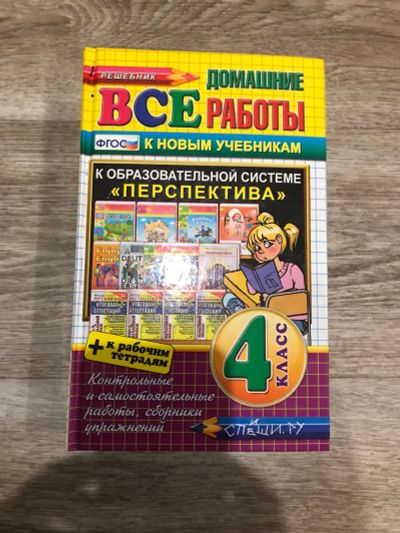 РЕШЕБНИК
ДОМАШНИЕ
ВСЕ РАБОТЫ
ФГОС К НОВЫМ УЧЕБНИКАМ
К ОБРАЗОВАТЕЛЬНОЙ СИСТЕМЕ
«ПЕРСПЕКТИВА»
4 КЛАСС
+ к рабочим
тетрадям
Контрольные
и самостоятельные
работы, сборники
упражнений
СПИШИ.РУ